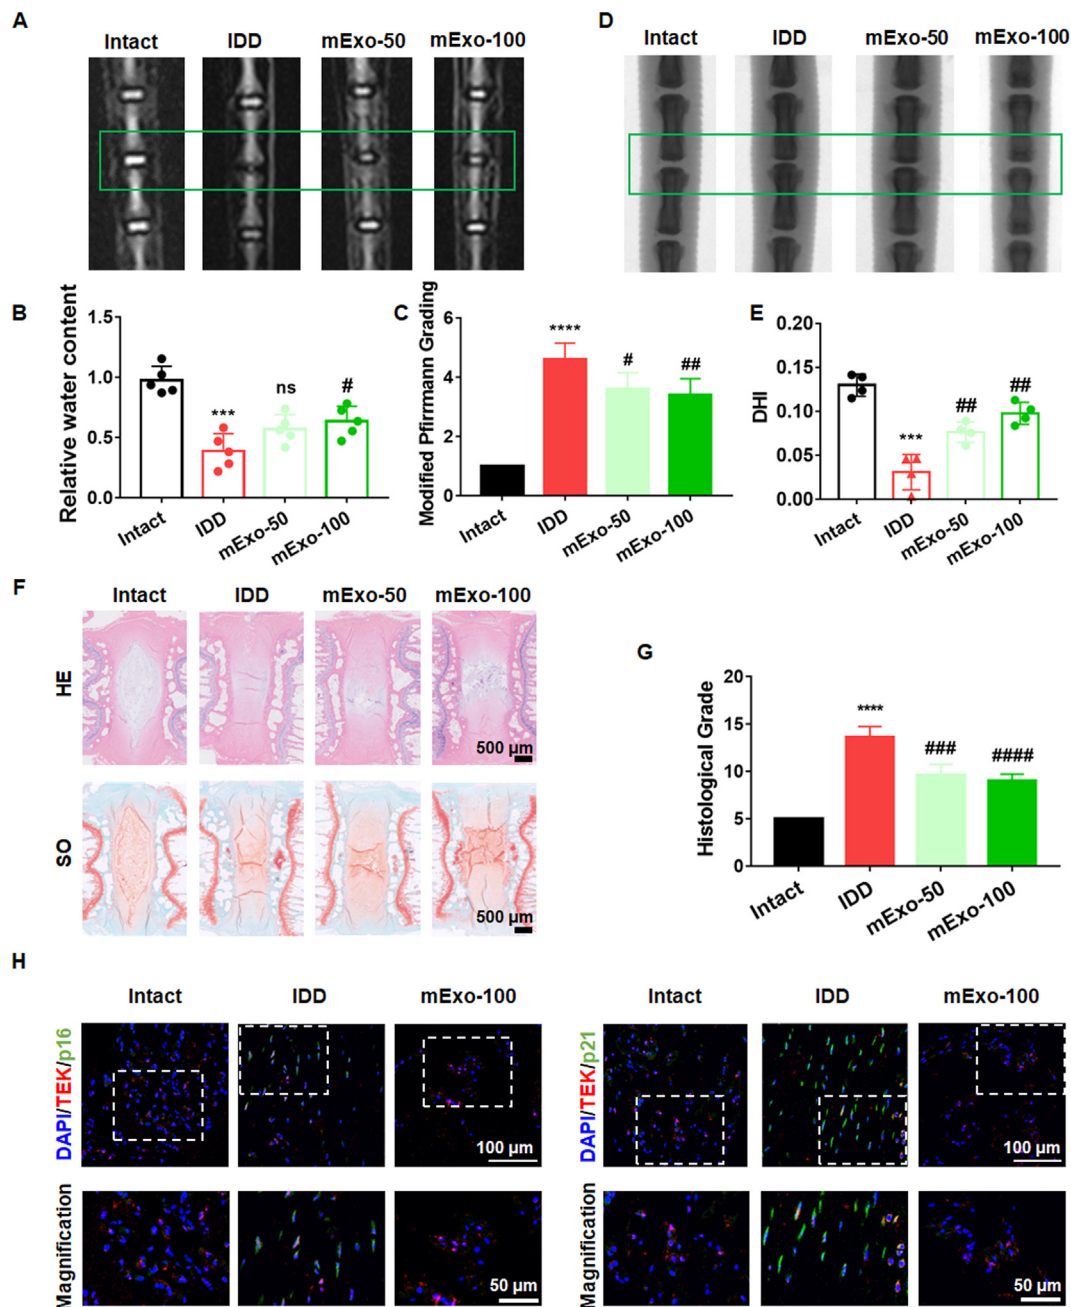 A
Intact IDD mExo-50 mExo-100
D
Intact IDD mExo-50 mExo-100
B
Relative water content
1.5
1.0
0.5
0.0
***
ns
#
Intact
IDD
mExo-50
mExo-100
C
Modified Pfirrmann Grading
6
4
2
0
****
#
##
Intact
IDD
mExo-50
mExo-100
E
DHI
0.20
0.15
0.10
0.05
0.00
***
##
##
Intact
IDD
mExo-50
mExo-100
F
Intact IDD mExo-50 mExo-100
HE
500 µm
SO
500 µm
G
Histological Grade
20
15
10
5
0
****
###
####
Intact
IDD
mExo-50
mExo-100
H
Intact IDD mExo-100
DAPI/TEK/p16
100 µm
Magnification
50 µm
Intact IDD mExo-100
DAPI/TEK/p21
100 µm
Magnification
50 µm